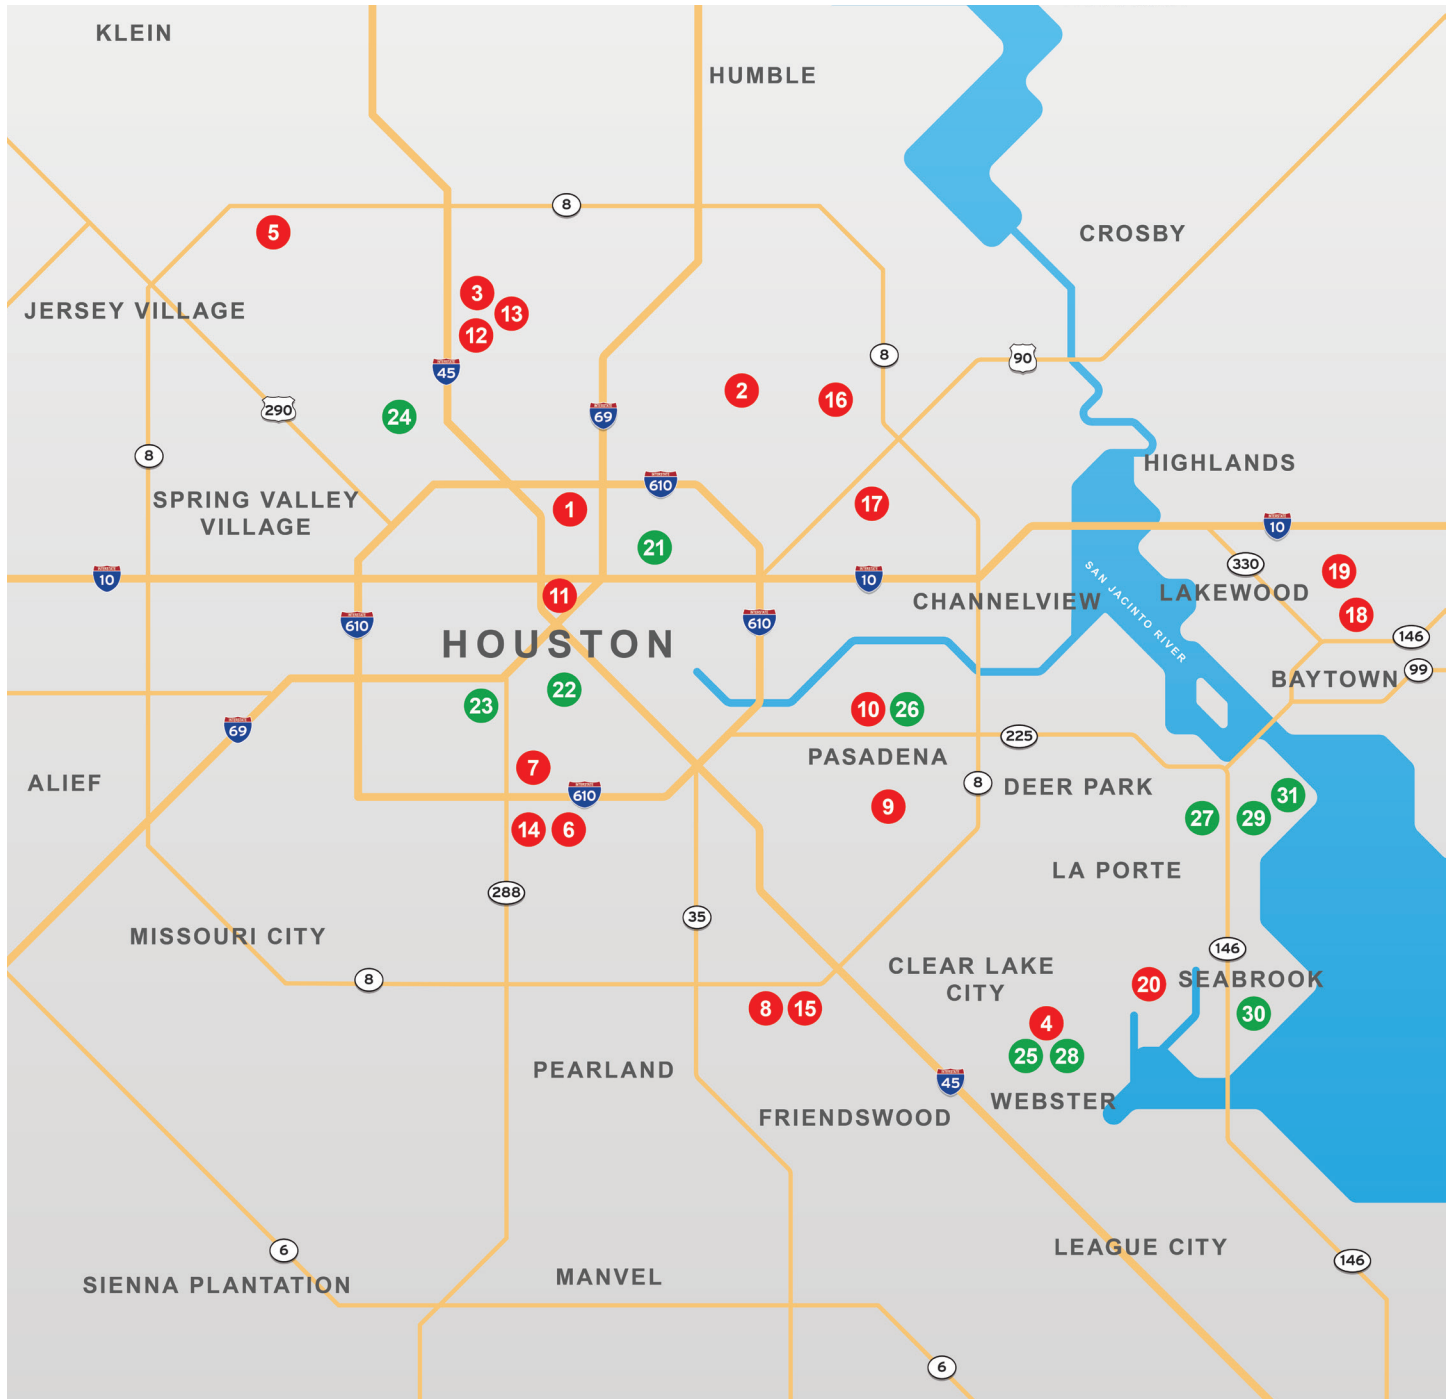 KLEIN
HUMBLE
8
5
CROSBY
3
13
JERSEY VILLAGE
12
8
90
45
2
16
290
24
69
8
HIGHLANDS
610
SPRING VALLEY
VILLAGE
1
17
10
21
330
19
10
10
11
CHANNELVIEW
SAN JACINTO RIVER
LAKEWOOD
18
610
610
HOUSTON
146
99
BAYTOWN
22
23
10
26
69
225
PASADENA
7
ALIEF
8
DEER PARK
610
9
31
27
29
14
6
LA PORTE
288
35
MISSOURI CITY
146
CLEAR LAKE
CITY
8
20
SEABROOK
8
15
30
4
25
28
PEARLAND
45
WEBSTER
FRIENDSWOOD
LEAGUE CITY
6
146
MANVEL
SIENNA PLANTATION
6